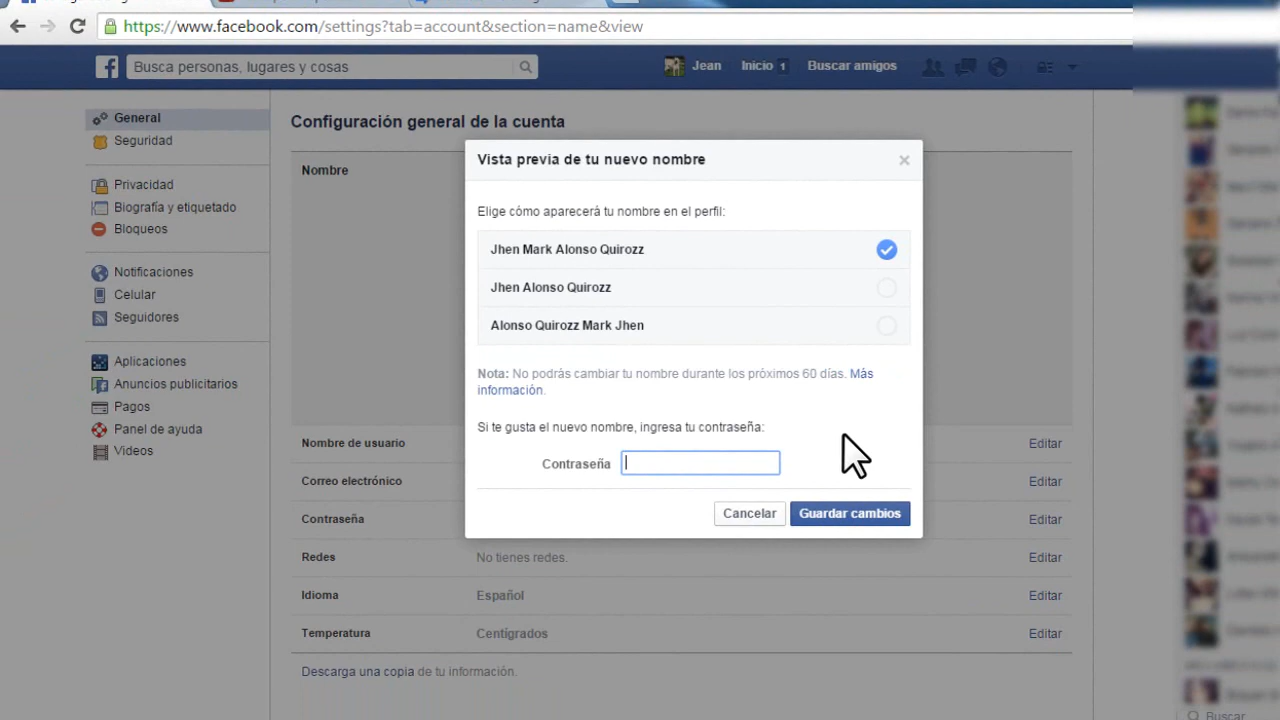 https://www.facebook.com/settings?tab=account&section=name&view
Busca personas, lugares y cosas
Jean
Inicio 1
Buscar amigos
General
Seguridad
Privacidad
Biografía y etiquetado
Bloqueos
Notificaciones
Celular
Seguidores
Aplicaciones
Anuncios publicitarios
Pagos
Panel de ayuda
Videos
Configuración general de la cuenta
Nombre
Vista previa de tu nuevo nombre
Elige cómo aparecerá tu nombre en el perfil:
Jhen Mark Alonso Quirozz
Jhen Alonso Quirozz
Alonso Quirozz Mark Jhen
Nota: No podrás cambiar tu nombre durante los próximos 60 días. Más
información.
Si te gusta el nuevo nombre, ingresa tu contraseña:
Contraseña
Cancelar
Guardar cambios
Nombre de usuario Editar
Correo electrónico Editar
Contraseña Editar
Redes No tienes redes. Editar
Idioma Español Editar
Temperatura Centígrados Editar
Descarga una copia de tu información.
Buscar